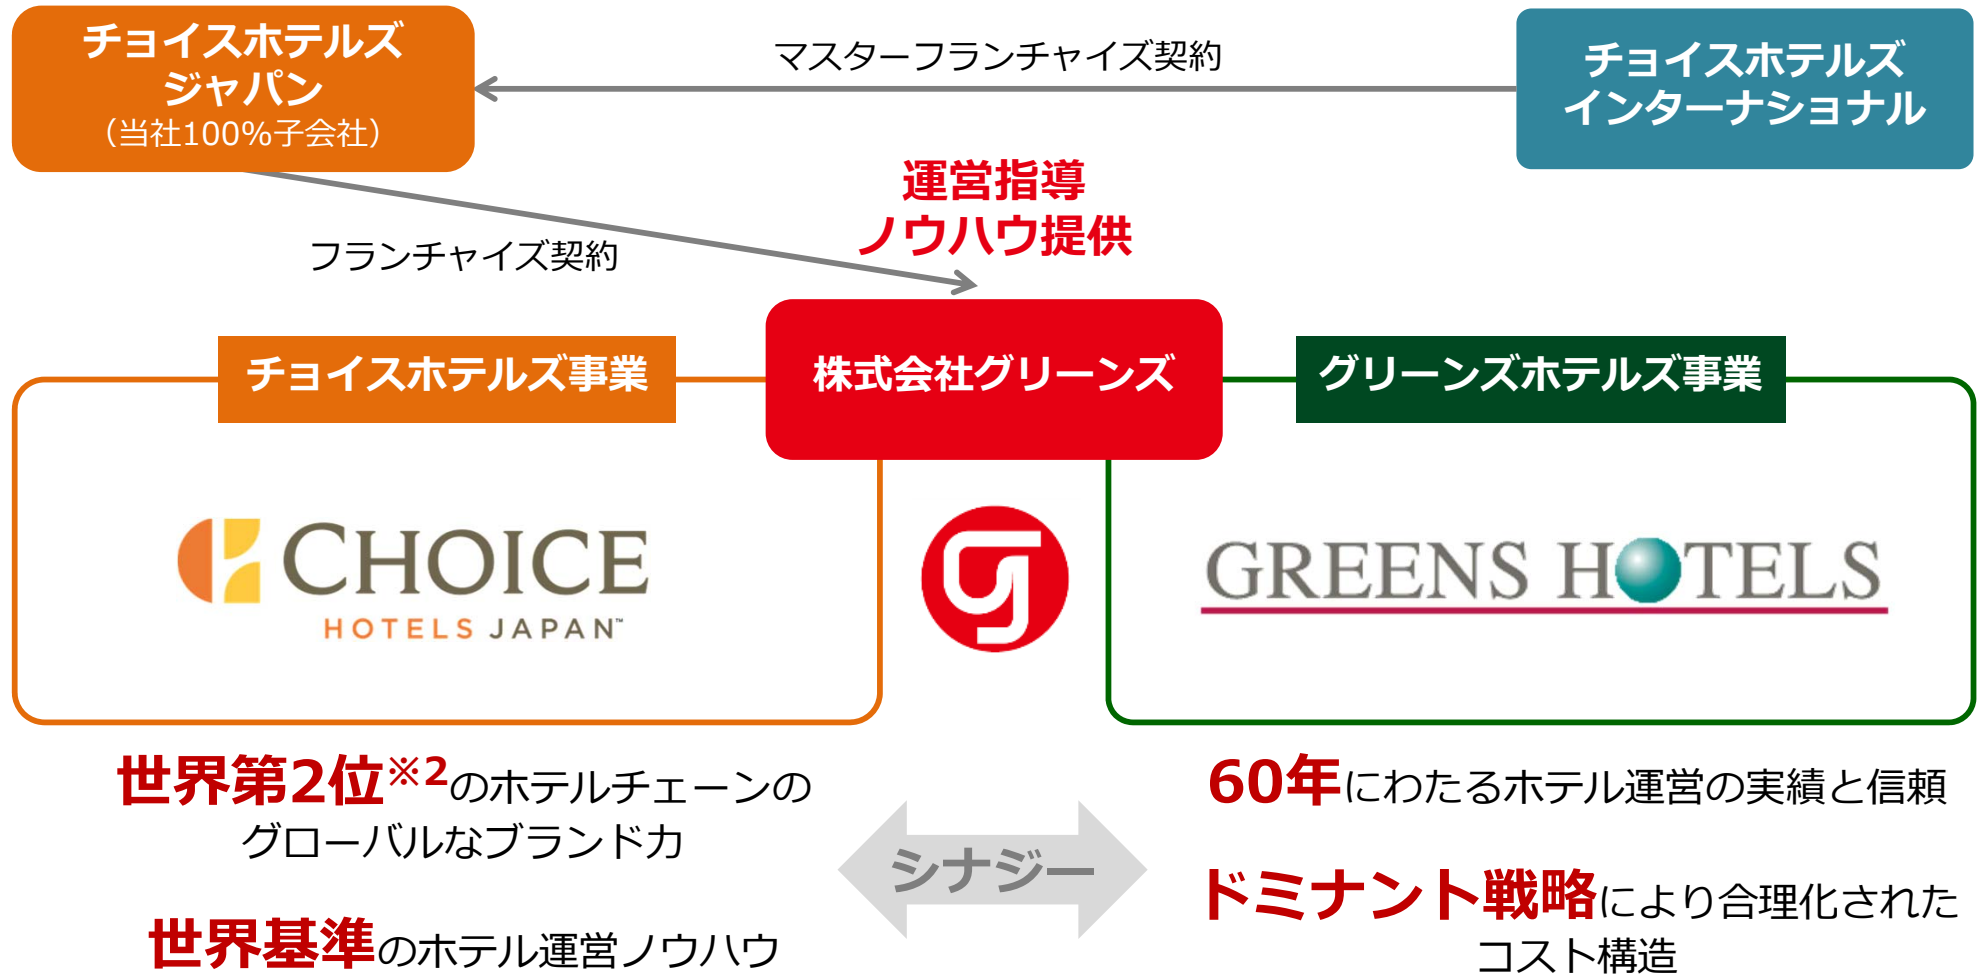 チョイスホテルズ
ジャパン
（当社100%子会社）
マスターフランチャイズ契約
チョイスホテルズ
インターナショナル
運営指導
ノウハウ提供
フランチャイズ契約
チョイスホテルズ事業
株式会社グリーンズ
グリーンズホテルズ事業
CHOICE
HOTELS JAPAN™
GREENS HOTELS
世界第2位※2のホテルチェーンの
グローバルなブランド力
世界基準のホテル運営ノウハウ
シナジー
60年にわたるホテル運営の実績と信頼
ドミナント戦略により合理化された
コスト構造